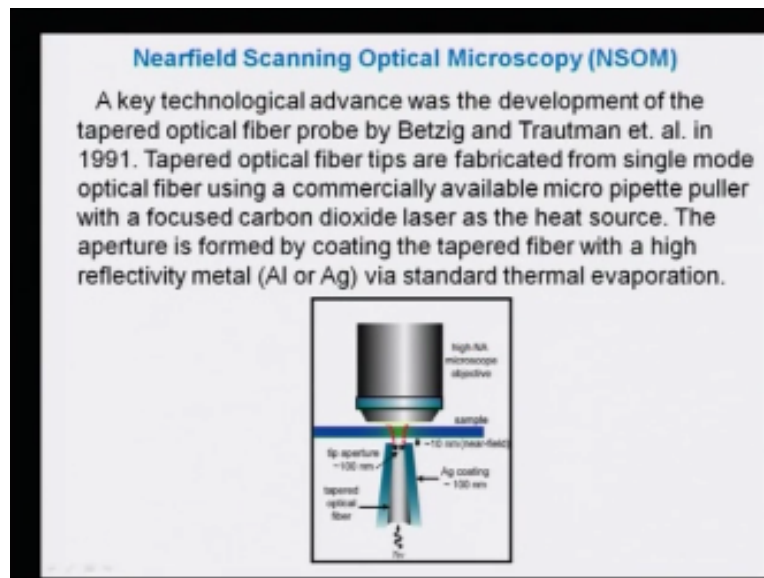 Nearfield Scanning Optical Microscopy (NSOM)
A key technological advance was the development of the
tapered optical fiber probe by Betzig and Trautman et. al. in
1991. Tapered optical fiber tips are fabricated from single mode
optical fiber using a commercially available micro pipette puller
with a focused carbon dioxide laser as the heat source. The
aperture is formed by coating the tapered fiber with a high
reflectivity metal (Al or Ag) via standard thermal evaporation.
high NA
microscope
objective
sample
~10 nm (near-field)
tip aperture
~100 nm
Ag coating
~ 100 nm
tapered
optical
fiber